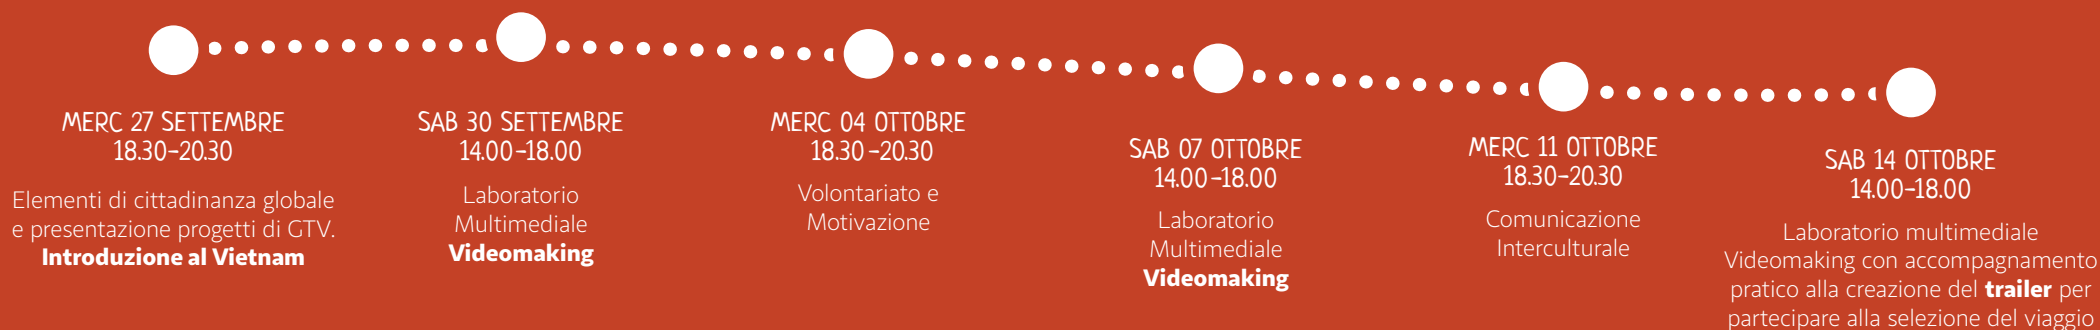 MERC 27 SETTEMBRE
18.30-20.30
Elementi di cittadinanza globale
e presentazione progetti di GTV.
Introduzione al Vietnam
SAB 30 SETTEMBRE
14.00-18.00
Laboratorio
Multimediale
Videomaking
MERC 04 OTTOBRE
18.30-20.30
Volontariato e
Motivazione
SAB 07 OTTOBRE
14.00-18.00
Laboratorio
Multimediale
Videomaking
MERC 11 OTTOBRE
18.30-20.30
Comunicazione
Interculturale
SAB 14 OTTOBRE
14.00-18.00
Laboratorio multimediale
Videomaking con accompagnamento
pratico alla creazione del trailer per
partecipare alla selezione del viaggio